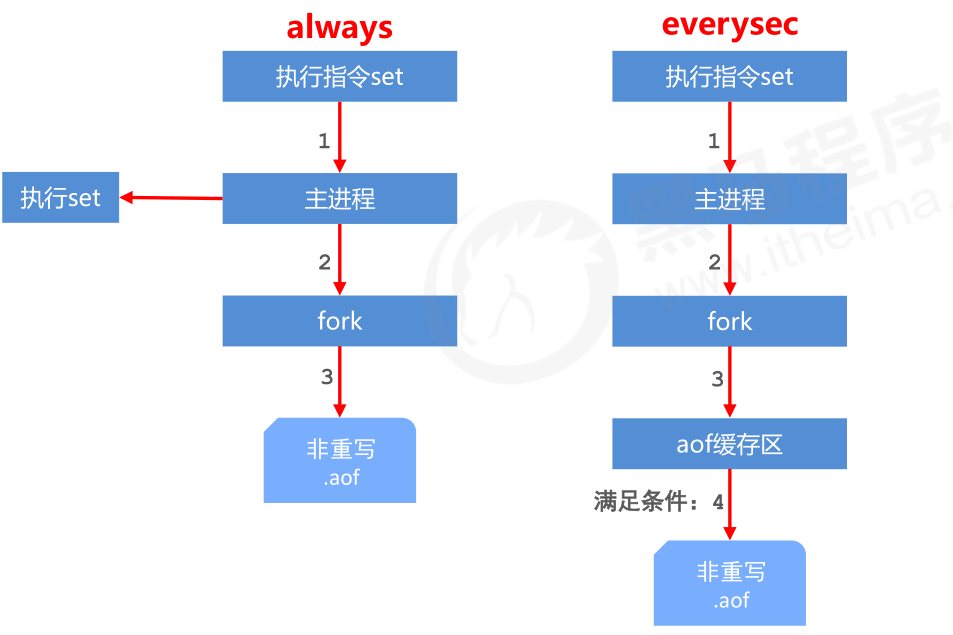 always
执行指令set
1
执行set
主进程
2
fork
3
非重写
.aof
everysec
执行指令set
1
主进程
2
fork
3
aof缓存区
满足条件：4
非重写
.aof
黑马程序
www.itheima.